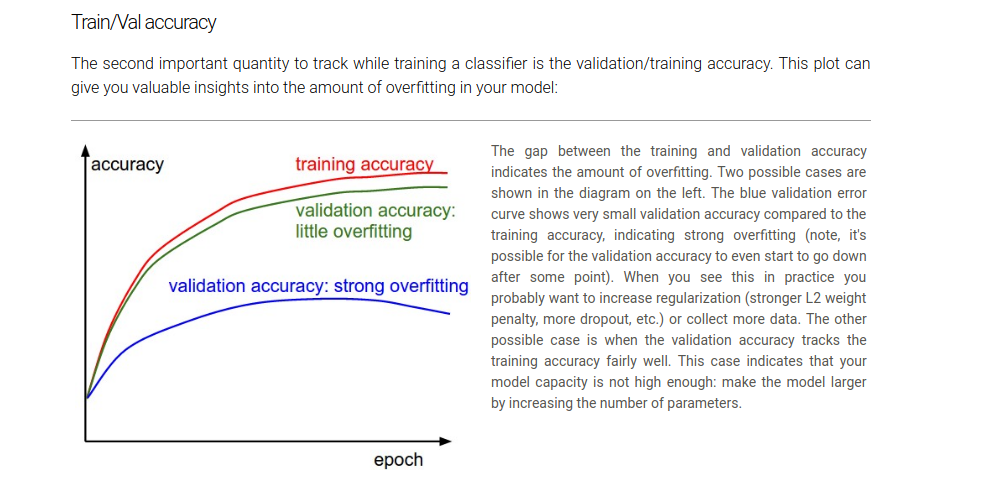 Train/Val accuracy
The second important quantity to track while training a classifier is the validation/training accuracy. This plot can
give you valuable insights into the amount of overfitting in your model:
accuracy
training accuracy
validation accuracy:
little overfitting
validation accuracy: strong overfitting
epoch
The gap between the training and validation accuracy
indicates the amount of overfitting. Two possible cases are
shown in the diagram on the left. The blue validation error
curve shows very small validation accuracy compared to the
training accuracy, indicating strong overfitting (note, it's
possible for the validation accuracy to even start to go down
after some point). When you see this in practice you
probably want to increase regularization (stronger L2 weight
penalty, more dropout, etc.) or collect more data. The other
possible case is when the validation accuracy tracks the
training accuracy fairly well. This case indicates that your
model capacity is not high enough: make the model larger
by increasing the number of parameters.